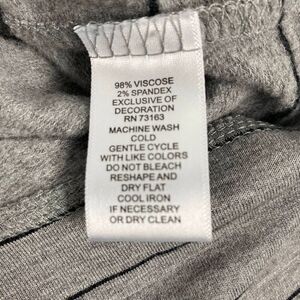 98% VISCOSE
2% SPANDEX
EXCLUSIVE OF
DECORATION
RN 73163
MACHINE WASH
COLD
GENTLE CYCLE
WITH LIKE COLORS
DO NOT BLEACH
RESHAPE AND
DRY FLAT
COOL IRON
IF NECESSARY
OR DRY CLEAN